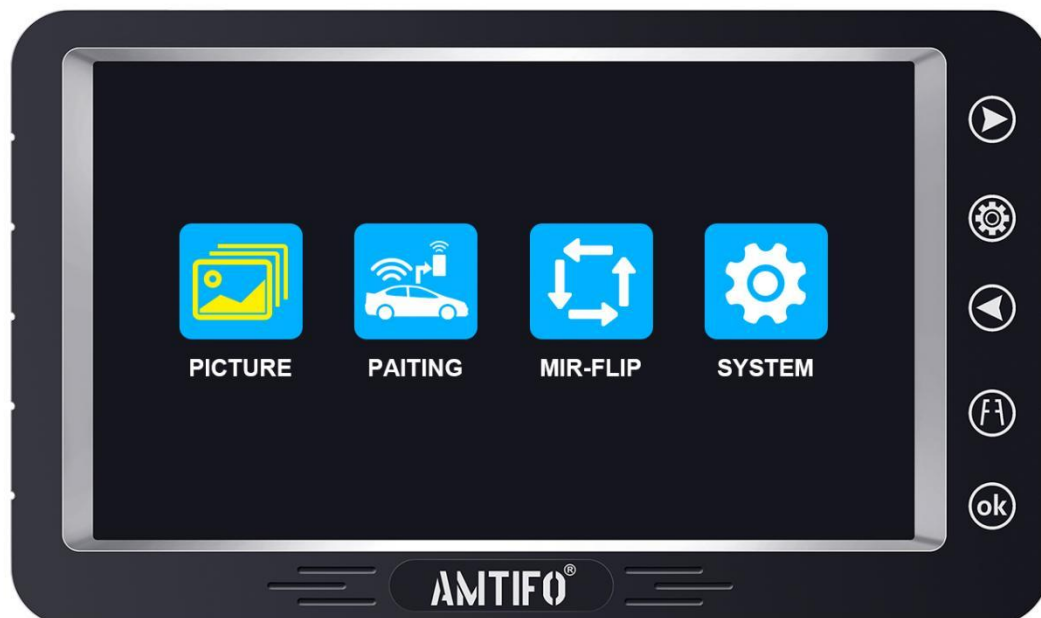 PICTURE
PAITING
MIR-FLIP
SYSTEM
ok
AMTIFO®